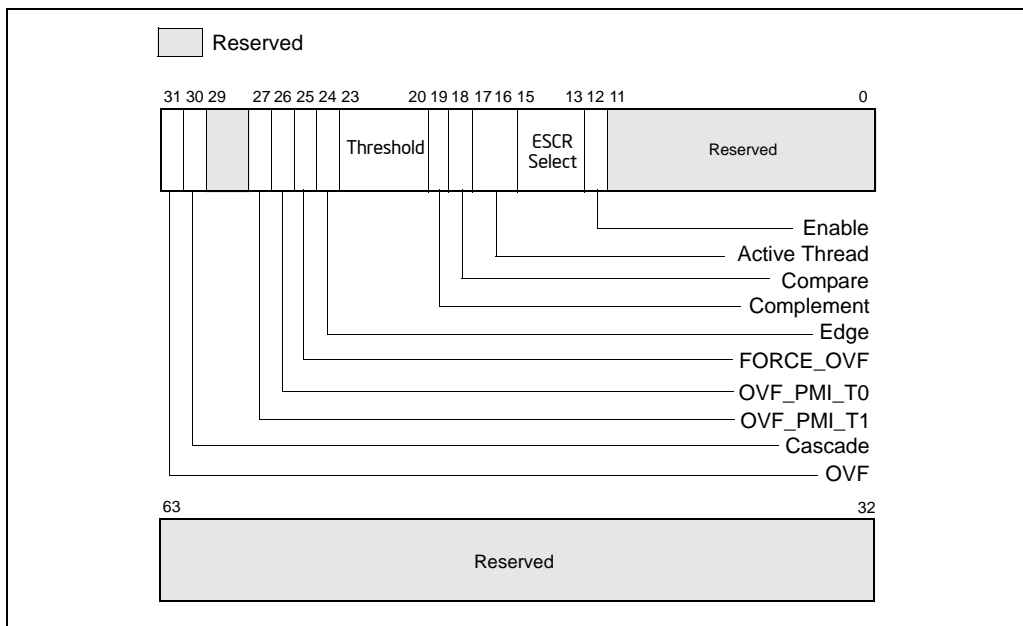 Reserved
31 30 29 27 26 25 24 23 20 19 18 17 16 15 13 12 11 0
Threshold
ESCR
Select
Reserved
Enable
Active Thread
Compare
Complement
Edge
FORCE_OVF
OVF_PMI_T0
OVF_PMI_T1
Cascade
OVF
63 32
Reserved